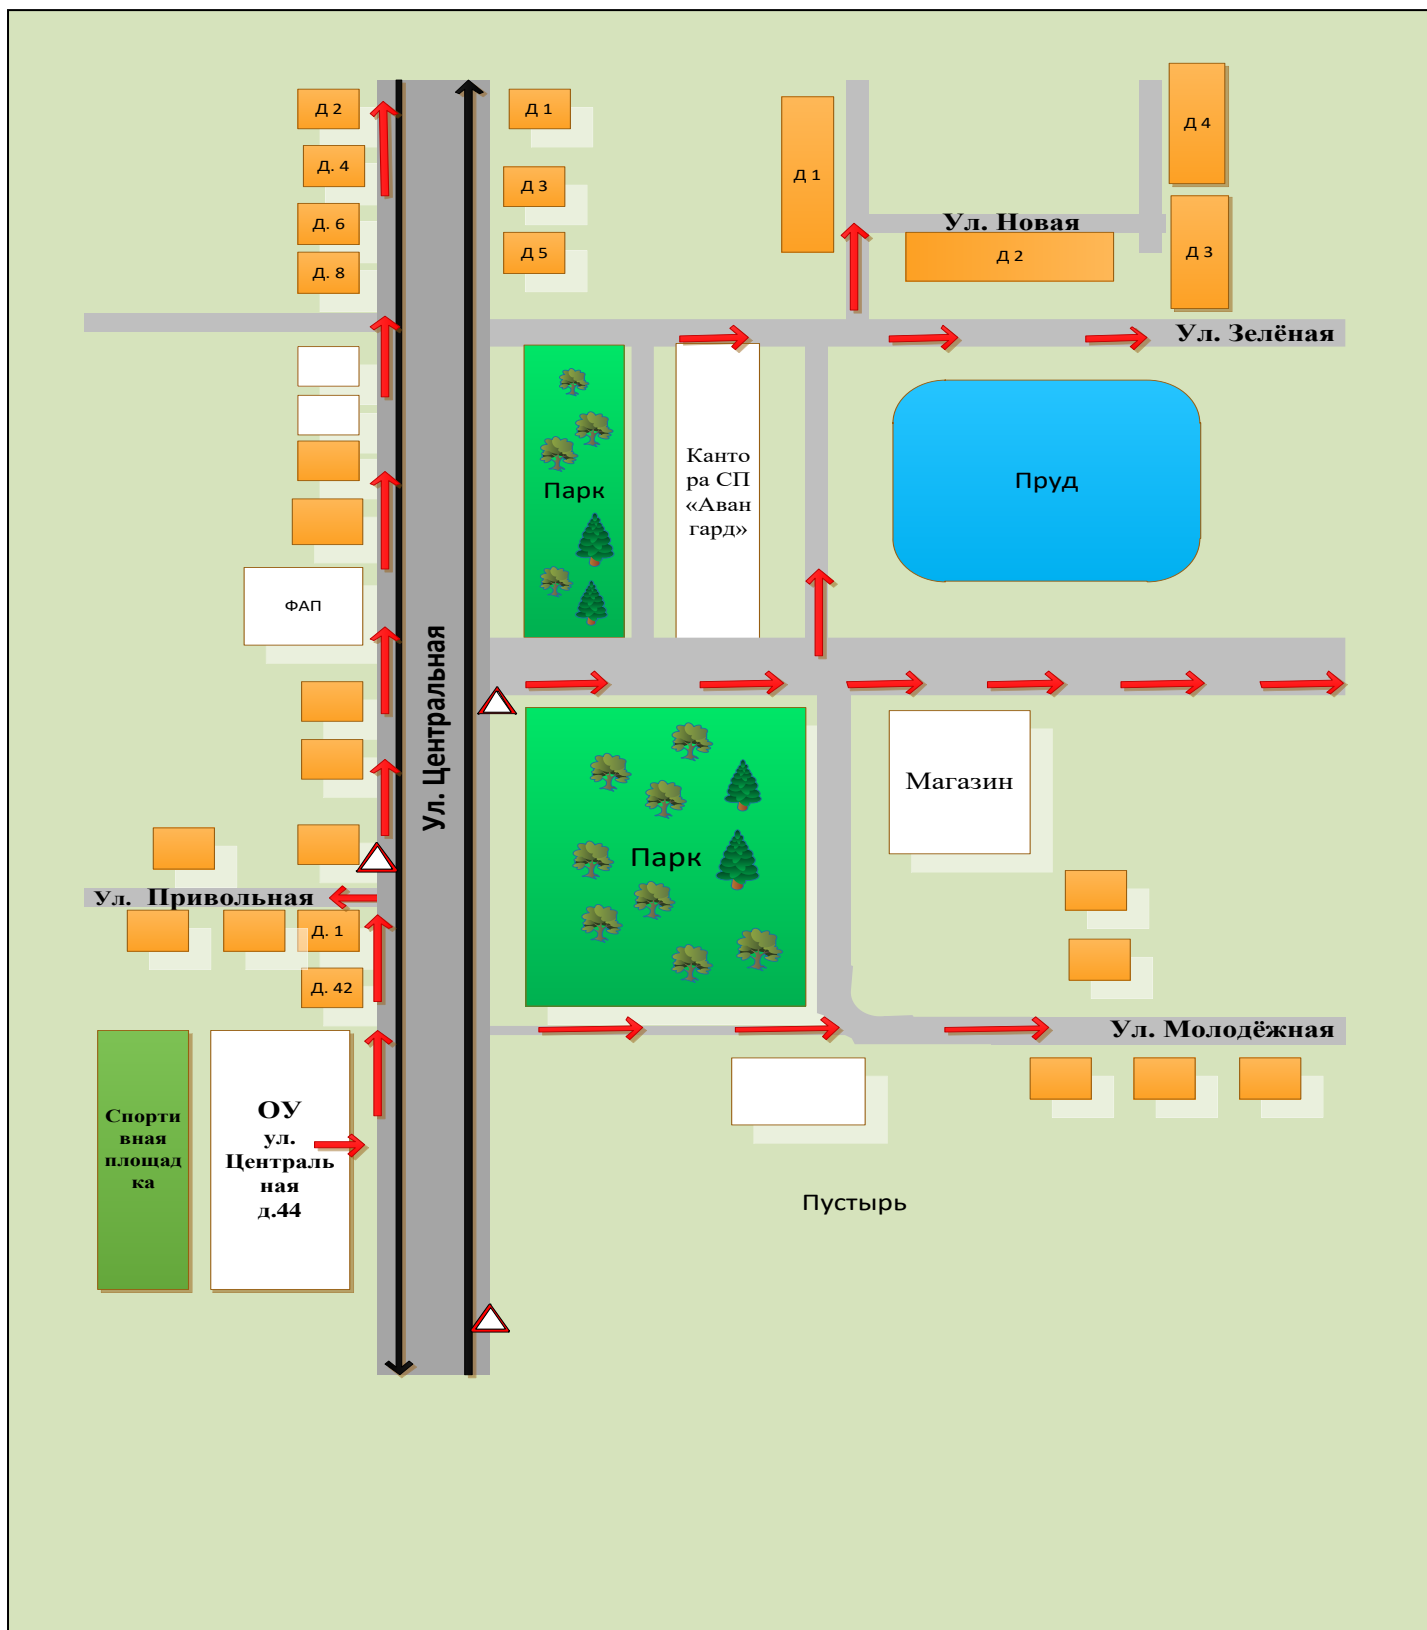 Д 2
Д 1
Д. 4
Д 3
Д. 6
Д 5
Д. 8
Д 1
Д 4
Ул. Новая
Д 2
Д 3
Ул. Зелёная
Парк
Канто
ра СП
«Аван
гард»
Пруд
ФАП
Ул. Центральная
Магазин
Парк
Ул. Привольная
Д. 1
Д. 42
Ул. Молодёжная
Спорти
вная
площад
ка
ОУ
ул.
Централь
ная
д.44
Пустырь